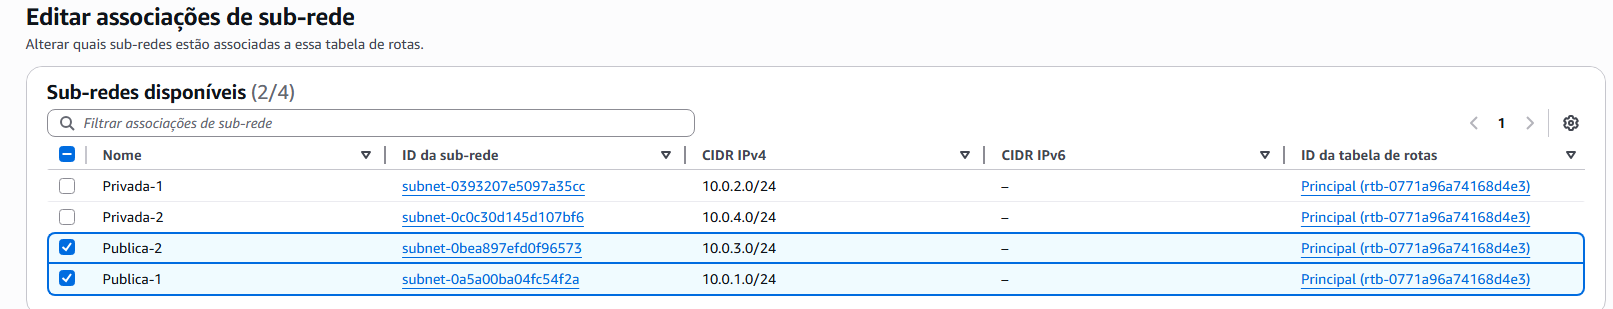 Editar associações de sub-rede
Alterar quais sub-redes estão associadas a essa tabela de rotas.
Sub-redes disponíveis (2/4)
Filtrar associações de sub-rede
1
Nome ID da sub-rede CIDR IPv4 CIDR IPv6 ID da tabela de rotas
Privada-1 subnet-0393207e5097a35cc 10.0.2.0/24 – Principal (rtb-0771a96a74168d4e3)
Privada-2 subnet-0c0c30d145d107bf6 10.0.4.0/24 – Principal (rtb-0771a96a74168d4e3)
Publica-2 subnet-0bea897efd0f96573 10.0.3.0/24 – Principal (rtb-0771a96a74168d4e3)
Publica-1 subnet-0a5a00ba04fc54f2a 10.0.1.0/24 – Principal (rtb-0771a96a74168d4e3)